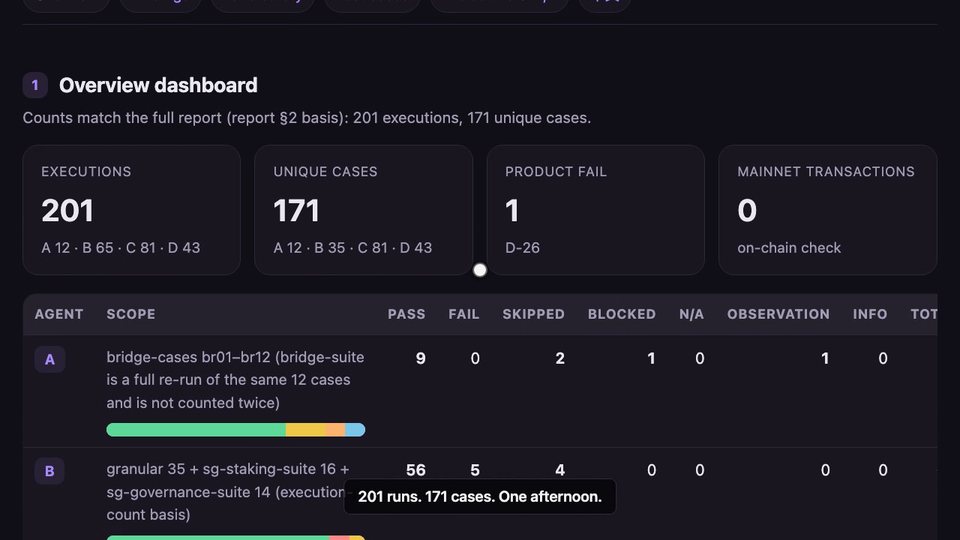 1 Overview dashboard
Counts match the full report (report §2 basis): 201 executions, 171 unique cases.
EXECUTIONS
201
A 12 · B 65 · C 81 · D 43
UNIQUE CASES
171
A 12 · B 35 · C 81 · D 43
PRODUCT FAIL
1
D-26
MAINNET TRANSACTIONS
0
on-chain check
AGENT SCOPE PASS FAIL SKIPPED BLOCKED N/A OBSERVATION INFO TOT
A
bridge-cases br01–br12 (bridge-suite
is a full re-run of the same 12 cases
and is not counted twice)
9 0 2 1 0 1 0
B
granular 35 + sg-staking-suite 16 +
sg-governance-suite 14 (execution-
count basis)
56 5 4 0 0 0 0
201 runs. 171 cases. One afternoon.